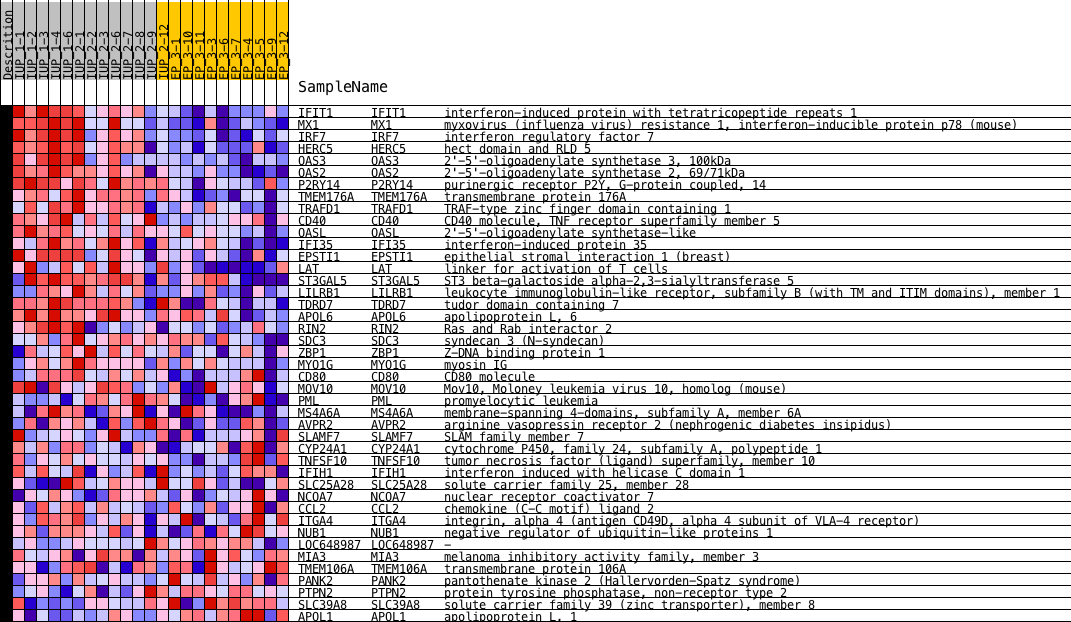 Descrition
IUP_1-1
IUP_1-2
IUP_1-3
IUP_1-4
IUP_1-6
IUP_2-1
IUP_2-2
IUP_2-3
IUP_2-6
IUP_2-7
IUP_2-8
IUP_2-9
IUP_2-12
EP_3-1
EP_3-10
EP_3-11
EP_3-3
EP_3-6
EP_3-7
EP_3-4
EP_3-5
EP_3-9
EP_3-12
SampleName
IFIT1 IFIT1 interferon-induced protein with tetratricopeptide repeats 1
MX1 MX1 myxovirus (influenza virus) resistance 1, interferon-inducible protein p78 (mouse)
IRF7 IRF7 interferon regulatory factor 7
HERC5 HERC5 hect domain and RLD 5
OAS3 OAS3 2'-5'-oligoadenylate synthetase 3, 100kDa
OAS2 OAS2 2'-5'-oligoadenylate synthetase 2, 69/71kDa
P2RY14 P2RY14 purinergic receptor P2Y, G-protein coupled, 14
TMEM176A TMEM176A transmembrane protein 176A
TRAFD1 TRAFD1 TRAF-type zinc finger domain containing 1
CD40 CD40 CD40 molecule, TNF receptor superfamily member 5
OASL OASL 2'-5'-oligoadenylate synthetase-like
IFI35 IFI35 interferon-induced protein 35
EPSTI1 EPSTI1 epithelial stromal interaction 1 (breast)
LAT LAT linker for activation of T cells
ST3GAL5 ST3GAL5 ST3 beta-galactoside alpha-2,3-sialyltransferase 5
LILRB1 LILRB1 leukocyte immunoglobulin-like receptor, subfamily B (with TM and ITIM domains), member 1
TDRD7 TDRD7 tudor domain containing 7
APOL6 APOL6 apolipoprotein L, 6
RIN2 RIN2 Ras and Rab interactor 2
SDC3 SDC3 syndecan 3 (N-syndecan)
ZBP1 ZBP1 Z-DNA binding protein 1
MYO1G MYO1G myosin IG
CD80 CD80 CD80 molecule
MOV10 MOV10 Mov10, Moloney leukemia virus 10, homolog (mouse)
PML PML promyelocytic leukemia
MS4A6A MS4A6A membrane-spanning 4-domains, subfamily A, member 6A
AVPR2 AVPR2 arginine vasopressin receptor 2 (nephrogenic diabetes insipidus)
SLAMF7 SLAMF7 SLAM family member 7
CYP24A1 CYP24A1 cytochrome P450, family 24, subfamily A, polypeptide 1
TNFSF10 TNFSF10 tumor necrosis factor (ligand) superfamily, member 10
IFIH1 IFIH1 interferon induced with helicase C domain 1
SLC25A28 SLC25A28 solute carrier family 25, member 28
NCOA7 NCOA7 nuclear receptor coactivator 7
CCL2 CCL2 chemokine (C-C motif) ligand 2
ITGA4 ITGA4 integrin, alpha 4 (antigen CD49D, alpha 4 subunit of VLA-4 receptor)
NUB1 NUB1 negative regulator of ubiquitin-like proteins 1
LOC648987 LOC648987 -
MIA3 MIA3 melanoma inhibitory activity family, member 3
TMEM106A TMEM106A transmembrane protein 106A
PANK2 PANK2 pantothenate kinase 2 (Hallervorden-Spatz syndrome)
PTPN2 PTPN2 protein tyrosine phosphatase, non-receptor type 2
SLC39A8 SLC39A8 solute carrier family 39 (zinc transporter), member 8
APOL1 APOL1 apolipoprotein L, 1